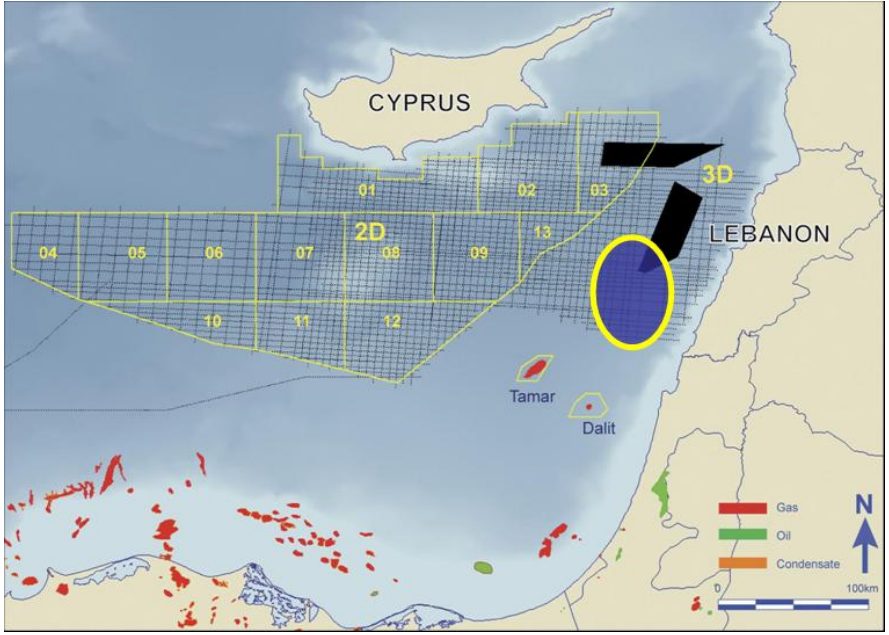 CYPRUS
01
02
03
3D
LEBANON
04
05
06
07
2D
08
09
13
10
11
12
Tamar
Dalit
Gas
Oil
Condensate
N
0
100km